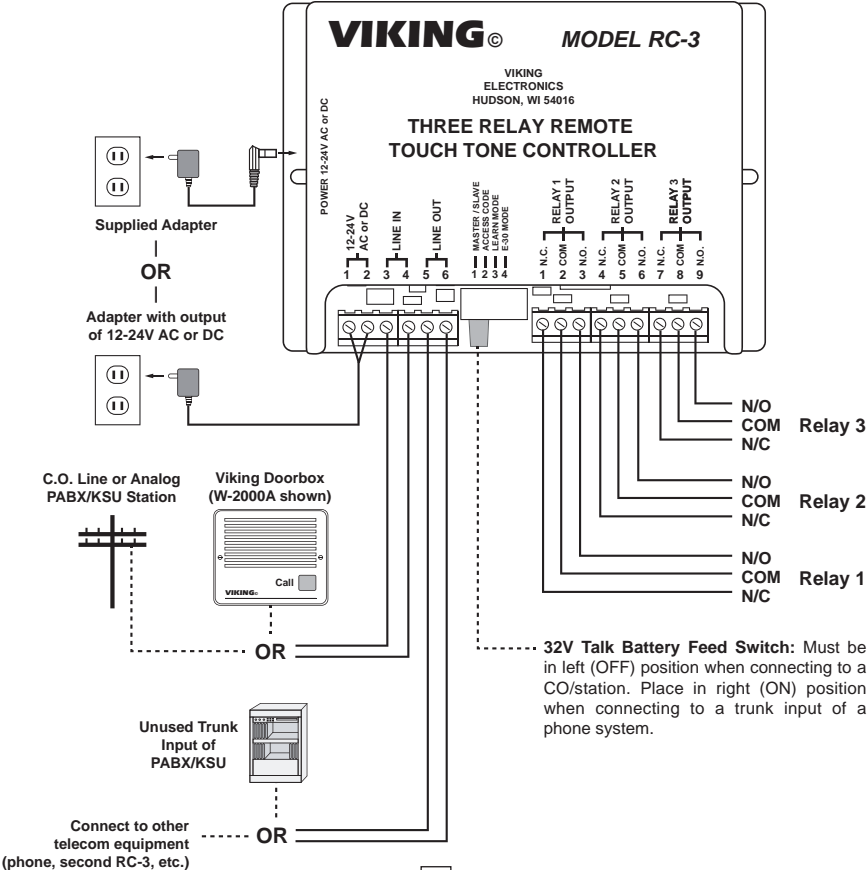 VIKING© MODEL RC-3
VIKING
ELECTRONICS
HUDSON, WI 54016
THREE RELAY REMOTE
TOUCH TONE CONTROLLER
POWER 12-24V AC or DC
12-24V
AC or DC
LINE IN
LINE OUT
MASTER / SLAVE
ACCESS CODE
LEARN MODE
E-30 MODE
RELAY 1
OUTPUT
RELAY 2
OUTPUT
RELAY 3
OUTPUT
N.C. COM N.O. N.C. COM N.O. N.C. COM N.O.
1 2 3 4 5 6 1 2 3 4 1 2 3 4 5 6 7 8 9
Supplied Adapter
OR
Adapter with output
of 12-24V AC or DC
N/O
COM Relay 3
N/C
N/O
COM Relay 2
N/C
N/O
COM Relay 1
N/C
C.O. Line or Analog
PABX/KSU Station
Viking Doorbox
(W-2000A shown)
Call
VIKING©
OR
32V Talk Battery Feed Switch: Must be
in left (OFF) position when connecting to a
CO/station. Place in right (ON) position
when connecting to a trunk input of a
phone system.
Unused Trunk
Input of
PABX/KSU
Connect to other
telecom equipment
(phone, second RC-3, etc.)
OR